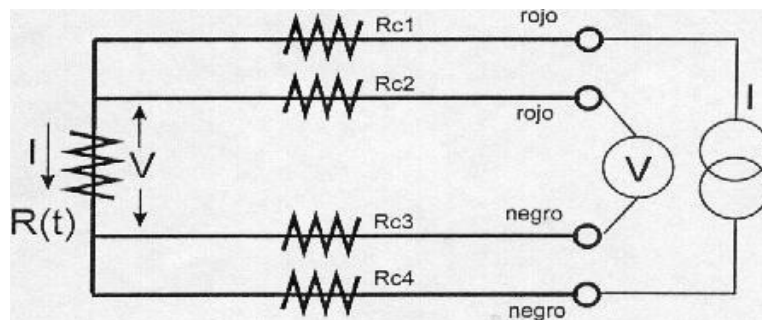 Rc1
rojo
Rc2
rojo
I
I
V
V
R(t)
negro
Rc3
Rc4
negro